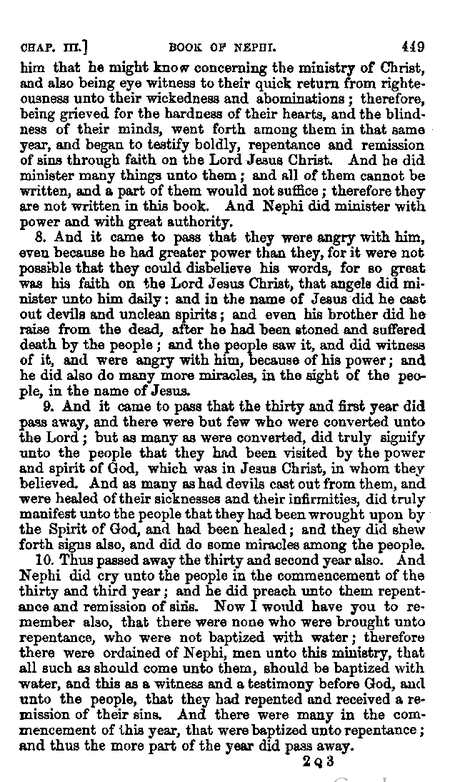 CHAP. III.] BOOK OF NEPHI. 449
him that he might know concerning the ministry of Christ,
and also being eye witness to their quick return from righte-
ousness unto their wickedness and abominations; therefore,
being grieved for the hardness of their hearts, and the blind-
ness of their minds, went forth among them in that same
year, and began to testify boldly, repentance and remission
of sins through faith on the Lord Jesus Christ. And he did
minister many things unto them; and all of them cannot be
written, and a part of them would not suffice; therefore they
are not written in this book. And Nephi did minister with
power and with great authority.
8. And it came to pass that they were angry with him,
even because he had greater power than they, for it were not
possible that they could disbelieve his words, for so great
was his faith on the Lord Jesus Christ, that angels did mi-
nister unto him daily: and in the name of Jesus did he cast
out devils and unclean spirits; and even his brother did he
raise from the dead, after he had been stoned and suffered
death by the people; and the people saw it, and did witness
of it, and were angry with him, because of his power; and
he did also do many more miracles, in the sight of the peo-
ple, in the name of Jesus.
9. And it came to pass that the thirty and first year did
pass away, and there were but few who were converted unto
the Lord; but as many as were converted, did truly signify
unto the people that they had been visited by the power
and spirit of God, which was in Jesus Christ, in whom they
believed. And as many as had devils cast out from them, and
were healed of their sicknesses and their infirmities, did truly
manifest unto the people that they had been wrought upon by
the Spirit of God, and had been healed; and they did shew
forth signs also, and did do some miracles among the people.
10. Thus passed away the thirty and second year also. And
Nephi did cry unto the people in the commencement of the
thirty and third year; and he did preach unto them repent-
ance and remission of sins. Now I would have you to re-
member also, that there were none who were brought unto
repentance, who were not baptized with water; therefore
there were ordained of Nephi, men unto this ministry, that
all such as should come unto them, should be baptized with
water, and this as a witness and a testimony before God, and
unto the people, that they had repented and received a re-
mission of their sins. And there were many in the com-
mencement of this year, that were baptized unto repentance;
and thus the more part of the year did pass away.
2 Q 3